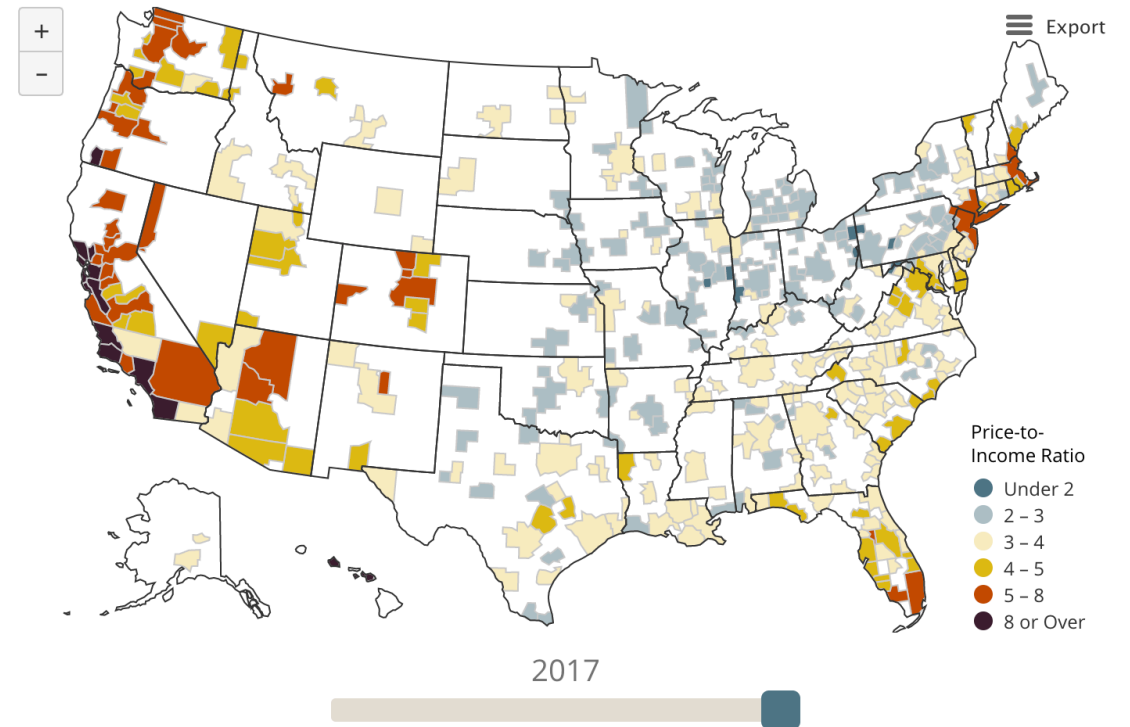 +
Export
−
Price-to-
Income Ratio
Under 2
2 – 3
3 – 4
4 – 5
5 – 8
8 or Over
2017